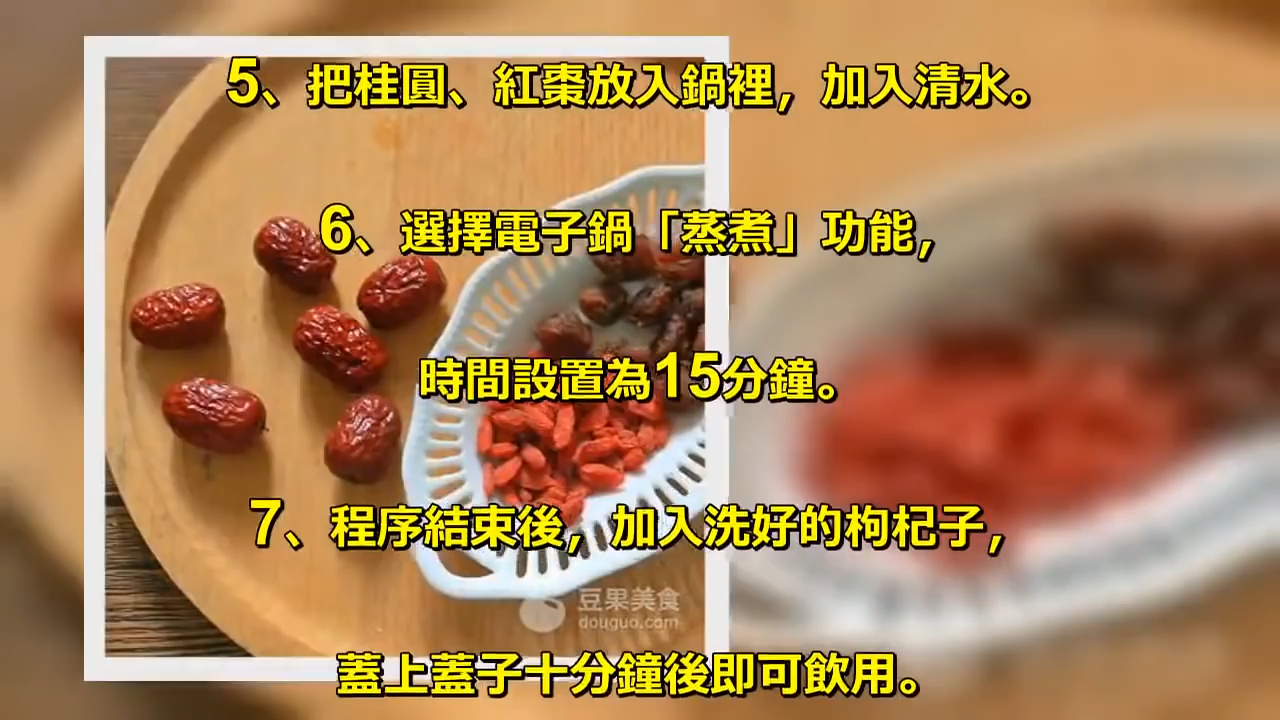 5、把桂圓、紅棗放入鍋裡，加入清水。
6、選擇電子鍋「蒸煮」功能，
時間設置為15分鐘。
7、程序結束後，加入洗好的枸杞子，
豆果美食
douguo.com
蓋上蓋子十分鐘後即可飲用。